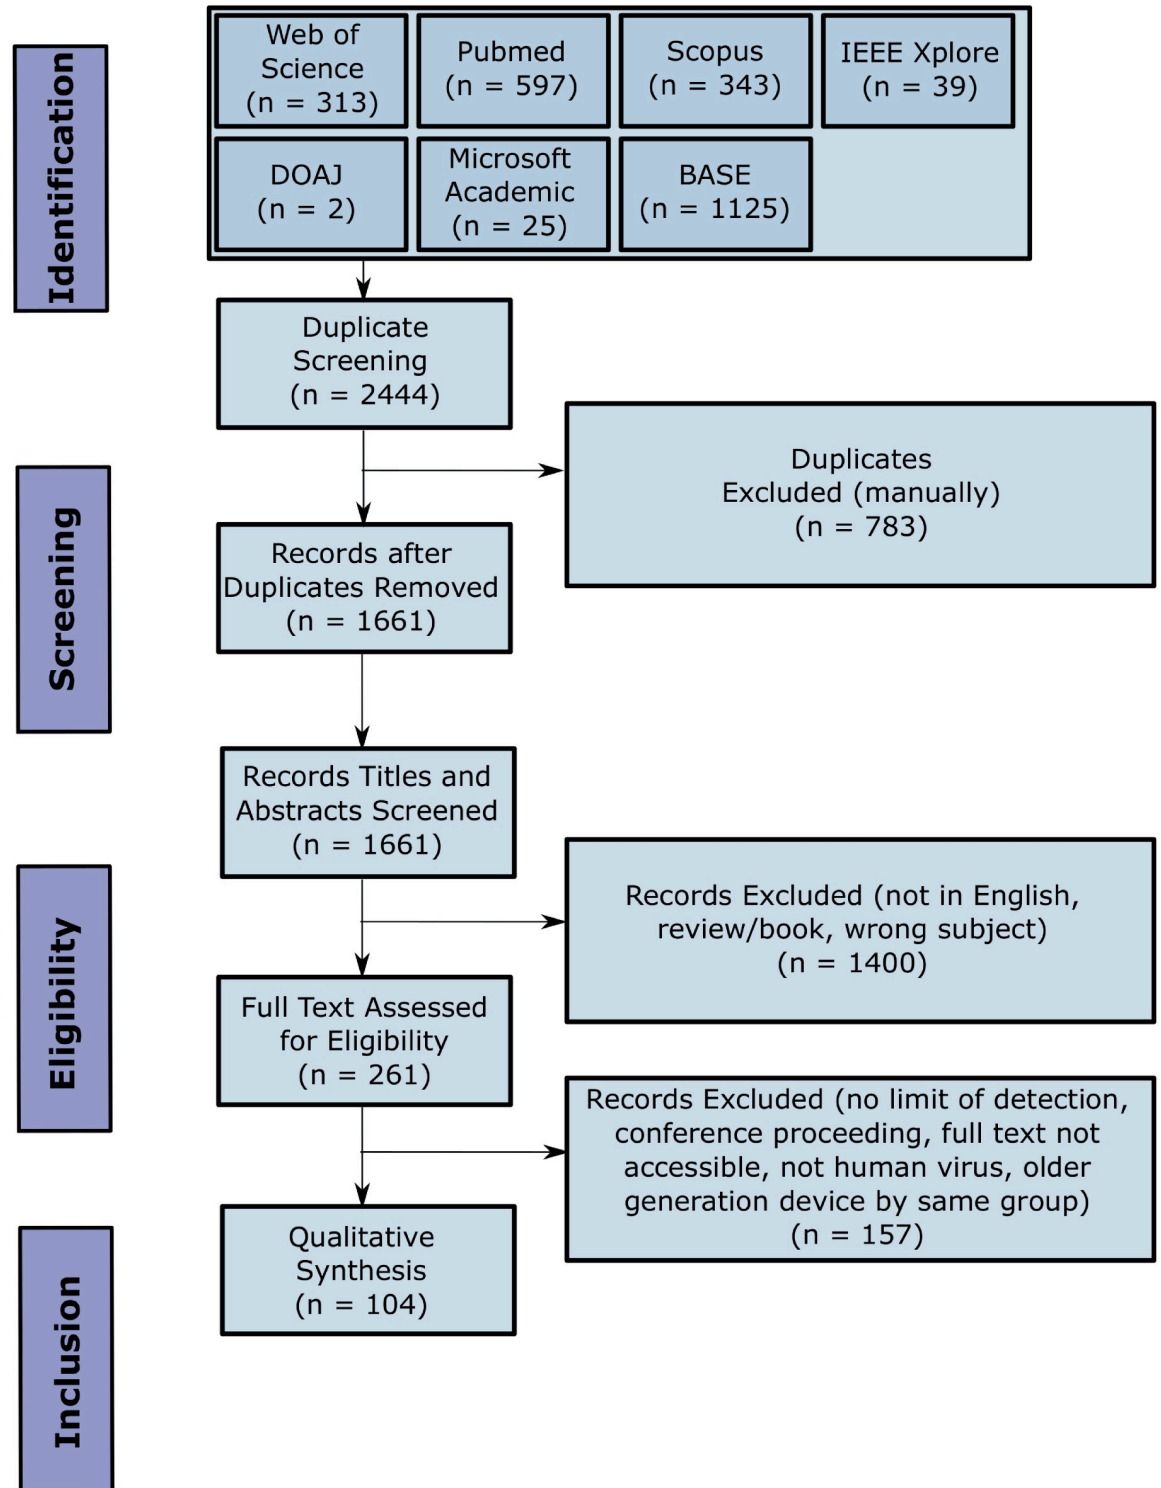 Identification
Web of
Science
(n = 313)
Pubmed
(n = 597)
Scopus
(n = 343)
IEEE Xplore
(n = 39)
DOAJ
(n = 2)
Microsoft
Academic
(n = 25)
BASE
(n = 1125)
Duplicate
Screening
(n = 2444)
Screening
Duplicates
Excluded (manually)
(n = 783)
Records after
Duplicates Removed
(n = 1661)
Records Titles and
Abstracts Screened
(n = 1661)
Eligibility
Records Excluded (not in English,
review/book, wrong subject)
(n = 1400)
Full Text Assessed
for Eligibility
(n = 261)
Records Excluded (no limit of detection,
conference proceeding, full text not
accessible, not human virus, older
generation device by same group)
(n = 157)
Inclusion
Qualitative
Synthesis
(n = 104)